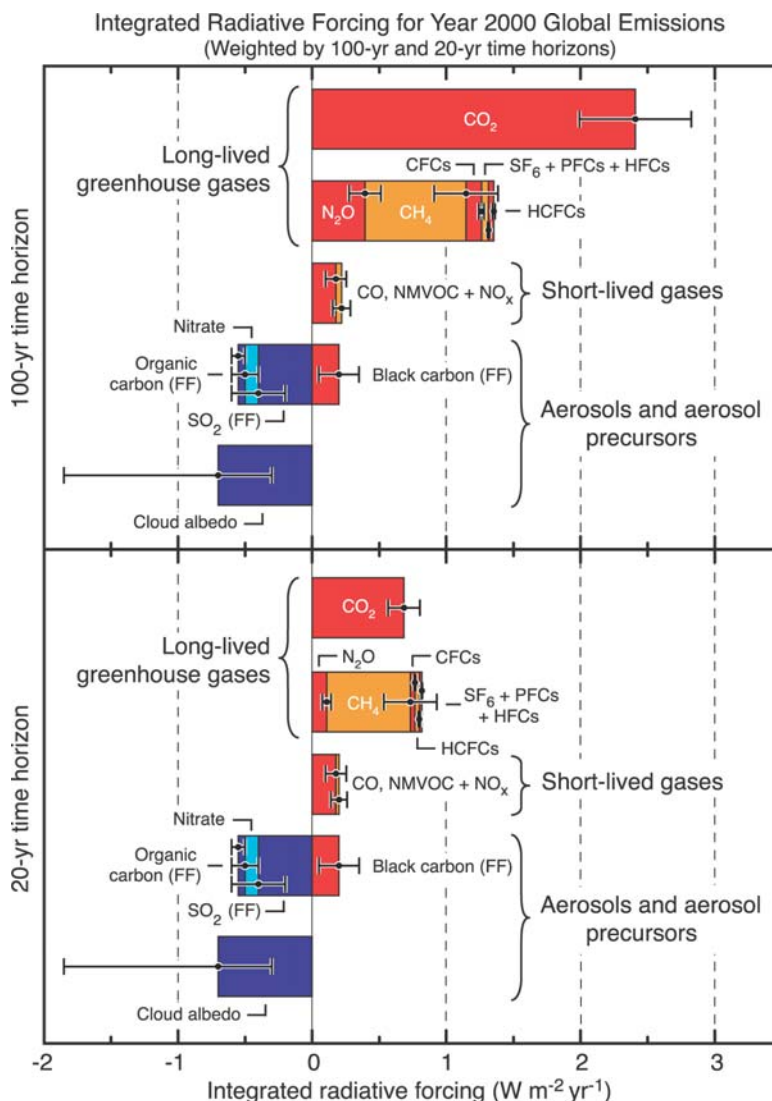 Integrated Radiative Forcing for Year 2000 Global Emissions
(Weighted by 100-yr and 20-yr time horizons)
100-yr time horizon
CO₂
Long-lived
greenhouse gases
CFCs
SF₆ + PFCs + HFCs
N₂O
CH₄
HCFCs
CO, NMVOC + NOₓ
Short-lived gases
Nitrate
Organic
carbon (FF)
SO₂ (FF)
Black carbon (FF)
Aerosols and aerosol
precursors
Cloud albedo
20-yr time horizon
CO₂
Long-lived
greenhouse gases
N₂O
CFCs
CH₄
SF₆ + PFCs
+ HFCs
HCFCs
CO, NMVOC + NOₓ
Short-lived gases
Nitrate
Organic
carbon (FF)
SO₂ (FF)
Black carbon (FF)
Aerosols and aerosol
precursors
Cloud albedo
-2 -1 0 1 2 3
Integrated radiative forcing (W m⁻² yr⁻¹)